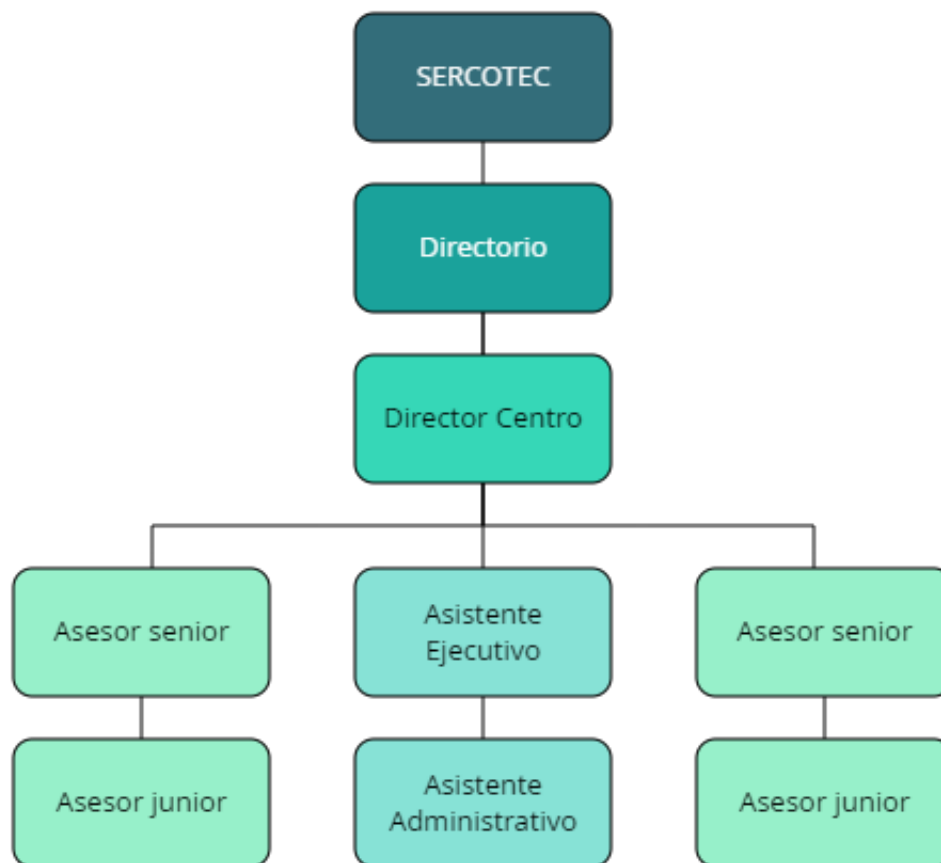 SERCOTEC
Directorio
Director Centro
Asesor senior
Asistente
Ejecutivo
Asesor senior
Asesor junior
Asistente
Administrativo
Asesor junior